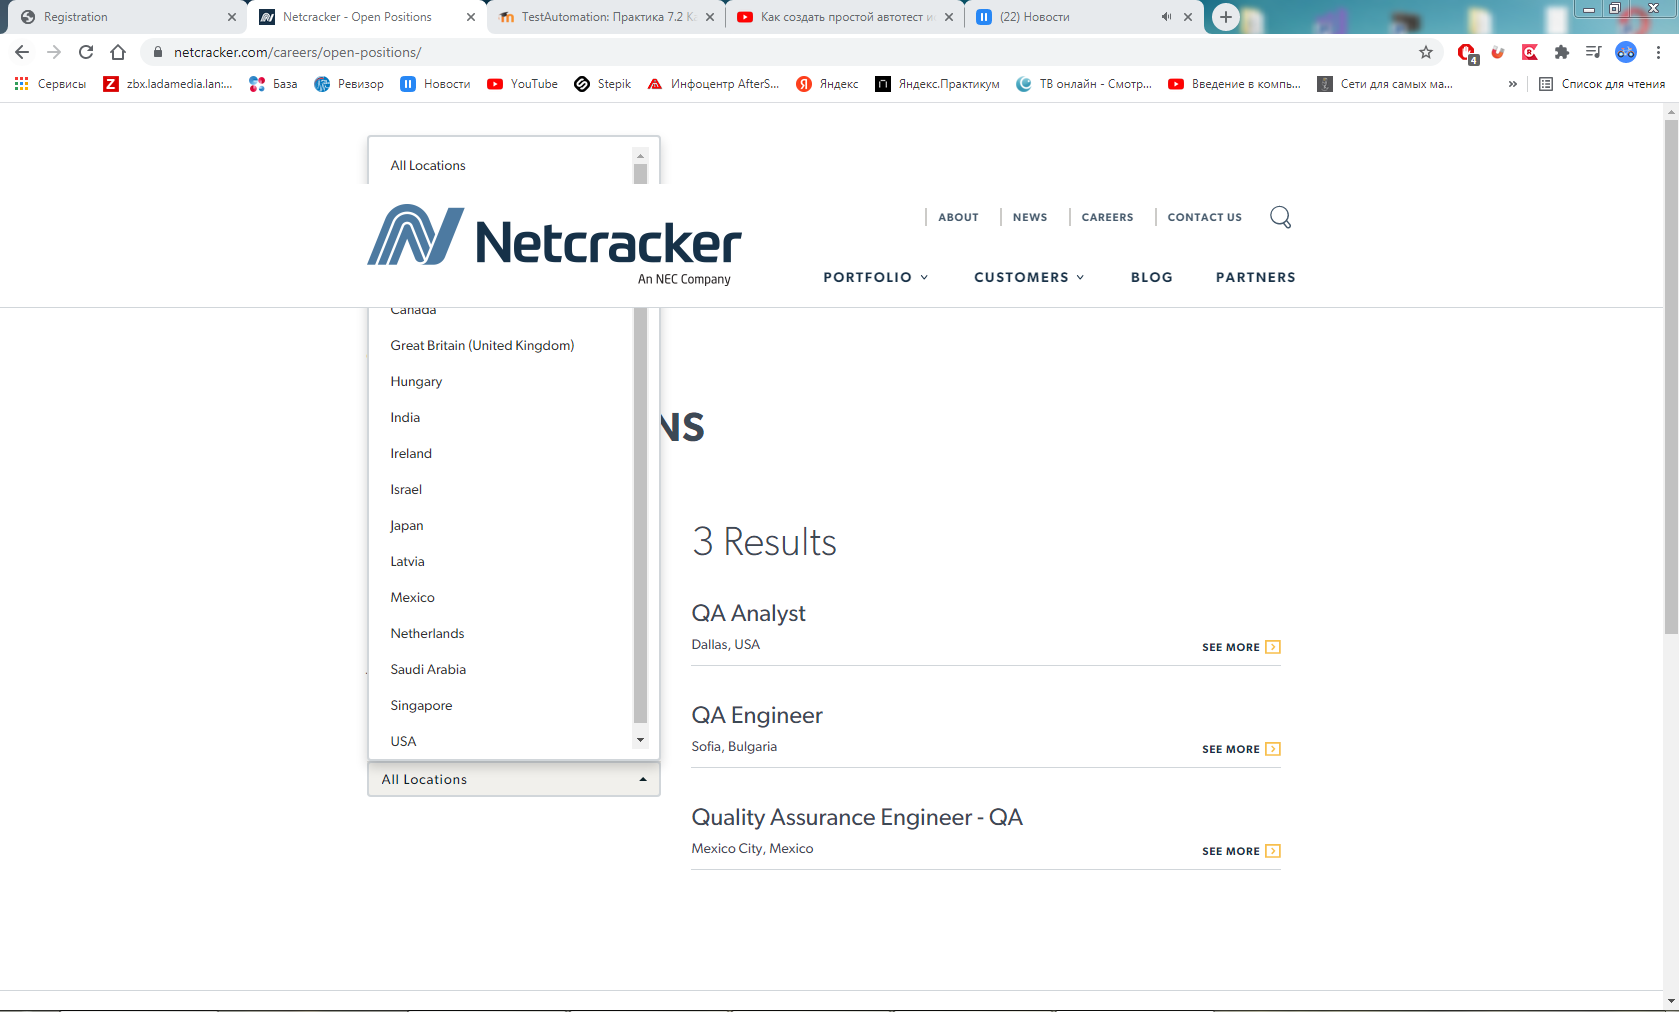 Registration
Netcracker - Open Positions
TestAutomation: Практика 7.2
Как создать простой автотест
(22) Новости
netcracker.com/careers/open-positions/
4
Сервисы
zbx.ladamedia.lan:...
База
Ревизор
Новости
YouTube
Stepik
Инфоцентр AfterS...
Яндекс
Яндекс.Практикум
ТВ онлайн - Смотр...
Введение в компь...
Сети для самых ма...
»
Список для чтения
All Locations
Netcracker
An NEC Company
ABOUT
NEWS
CAREERS
CONTACT US
PORTFOLIO
CUSTOMERS
BLOG
PARTNERS
Canada
Great Britain (United Kingdom)
Hungary
India
Ireland
Israel
Japan
Latvia
Mexico
Netherlands
Saudi Arabia
Singapore
USA
All Locations
NS
3 Results
QA Analyst
Dallas, USA
SEE MORE
QA Engineer
Sofia, Bulgaria
SEE MORE
Quality Assurance Engineer - QA
Mexico City, Mexico
SEE MORE